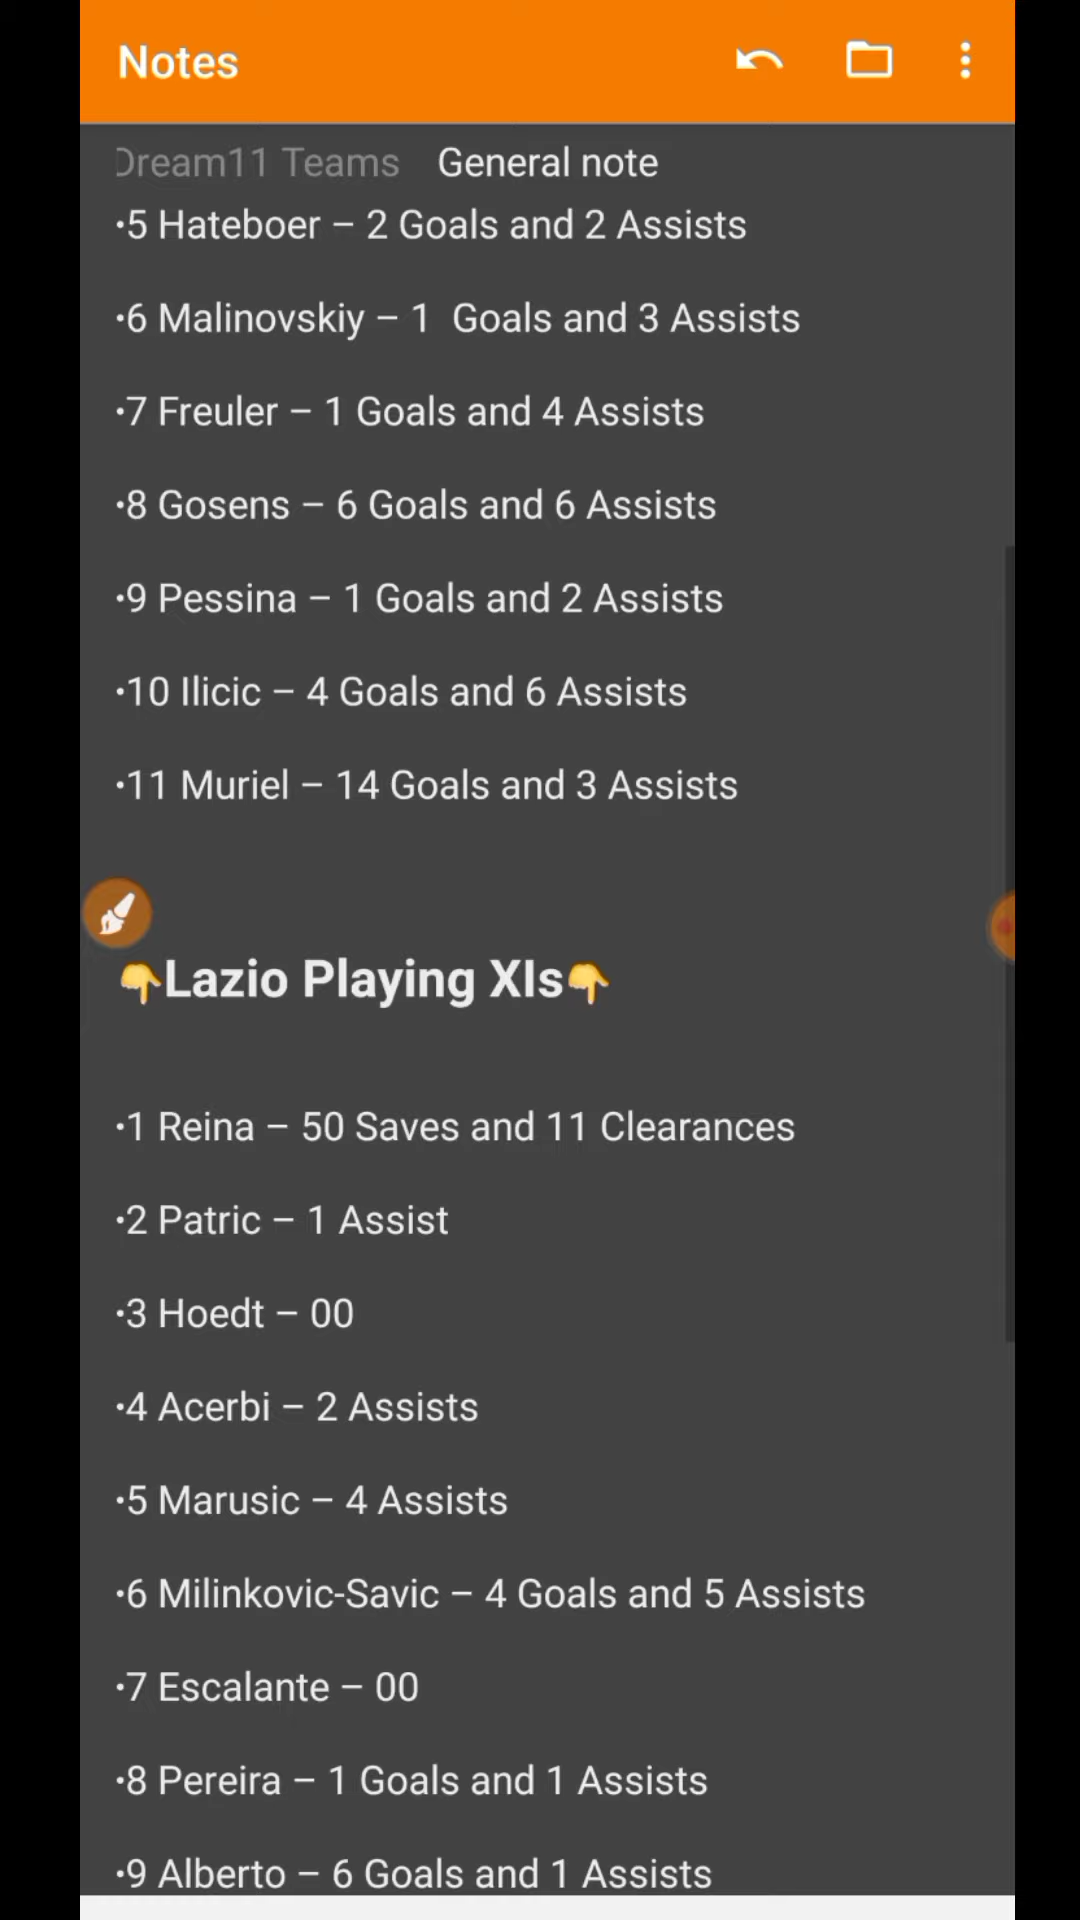 Notes
Dream11 Teams General note
•5 Hateboer – 2 Goals and 2 Assists
•6 Malinovskiy – 1  Goals and 3 Assists
•7 Freuler – 1 Goals and 4 Assists
•8 Gosens – 6 Goals and 6 Assists
•9 Pessina – 1 Goals and 2 Assists
•10 Ilicic – 4 Goals and 6 Assists
•11 Muriel – 14 Goals and 3 Assists
👇Lazio Playing XIs👇
•1 Reina – 50 Saves and 11 Clearances
•2 Patric – 1 Assist
•3 Hoedt – 00
•4 Acerbi – 2 Assists
•5 Marusic – 4 Assists
•6 Milinkovic-Savic – 4 Goals and 5 Assists
•7 Escalante – 00
•8 Pereira – 1 Goals and 1 Assists
•9 Alberto – 6 Goals and 1 Assists